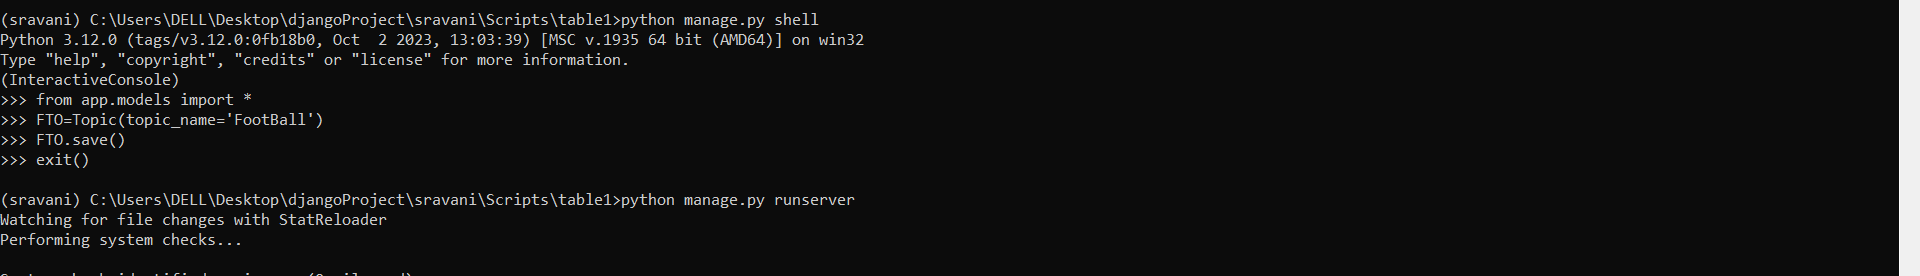 (sravani) C:\Users\DELL\Desktop\djangoProject\sravani\Scripts\table1>python manage.py shell
Python 3.12.0 (tags/v3.12.0:0fb18b0, Oct  2 2023, 13:03:39) [MSC v.1935 64 bit (AMD64)] on win32
Type "help", "copyright", "credits" or "license" for more information.
(InteractiveConsole)
>>> from app.models import *
>>> FTO=Topic(topic_name='FootBall')
>>> FTO.save()
>>> exit()
(sravani) C:\Users\DELL\Desktop\djangoProject\sravani\Scripts\table1>python manage.py runserver
Watching for file changes with StatReloader
Performing system checks...